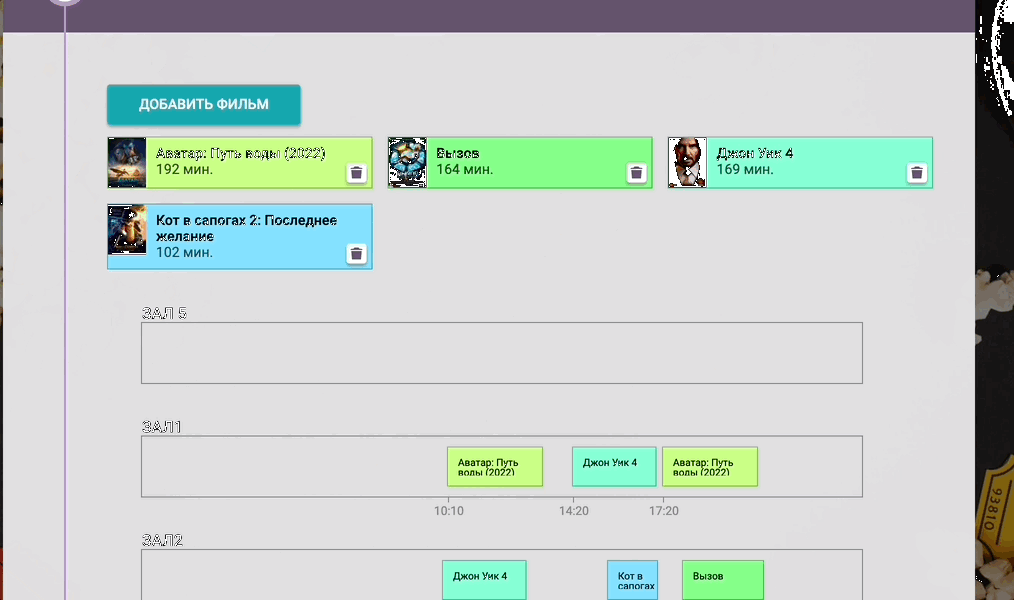 ДОБАВИТЬ ФИЛЬМ
Аватар: Путь воды (2022)
192 мин.
Вызов
164 мин.
Джон Уик 4
169 мин.
Кот в сапогах 2: Последнее
желание
102 мин.
ЗАЛ 5
ЗАЛ1
Аватар: Путь
воды (2022)
Джон Уик 4
Аватар: Путь
воды (2022)
10:10
14:20
17:20
ЗАЛ2
Джон Уик 4
Кот в
сапогах
Вызов
93810